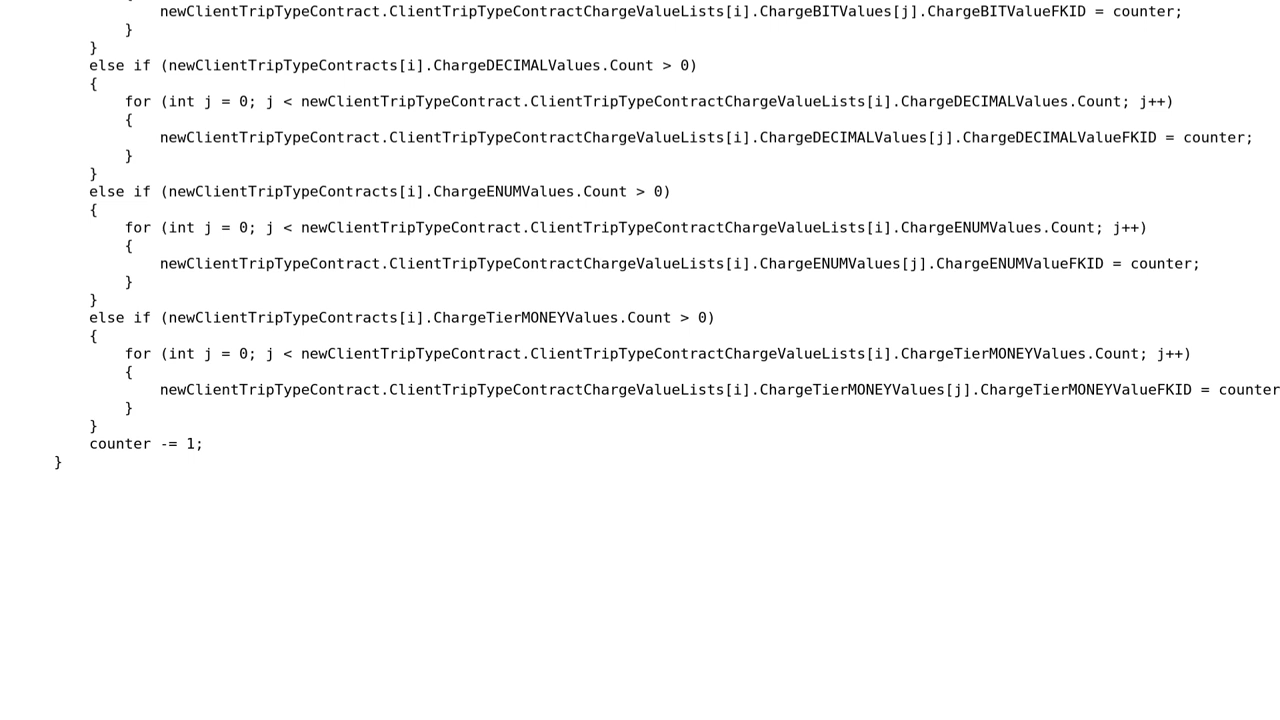 newClientTripTypeContract.ClientTripTypeContractChargeValueLists[i].ChargeBITValues[j].ChargeBITValueFKID = counter;
}
}
else if (newClientTripTypeContracts[i].ChargeDECIMALValues.Count > 0)
{
for (int j = 0; j < newClientTripTypeContract.ClientTripTypeContractChargeValueLists[i].ChargeDECIMALValues.Count; j++)
{
newClientTripTypeContract.ClientTripTypeContractChargeValueLists[i].ChargeDECIMALValues[j].ChargeDECIMALValueFKID = counter;
}
}
else if (newClientTripTypeContracts[i].ChargeENUMValues.Count > 0)
{
for (int j = 0; j < newClientTripTypeContract.ClientTripTypeContractChargeValueLists[i].ChargeENUMValues.Count; j++)
{
newClientTripTypeContract.ClientTripTypeContractChargeValueLists[i].ChargeENUMValues[j].ChargeENUMValueFKID = counter;
}
}
else if (newClientTripTypeContracts[i].ChargeTierMONEYValues.Count > 0)
{
for (int j = 0; j < newClientTripTypeContract.ClientTripTypeContractChargeValueLists[i].ChargeTierMONEYValues.Count; j++)
{
newClientTripTypeContract.ClientTripTypeContractChargeValueLists[i].ChargeTierMONEYValues[j].ChargeTierMONEYValueFKID = counter
}
}
counter -= 1;
}